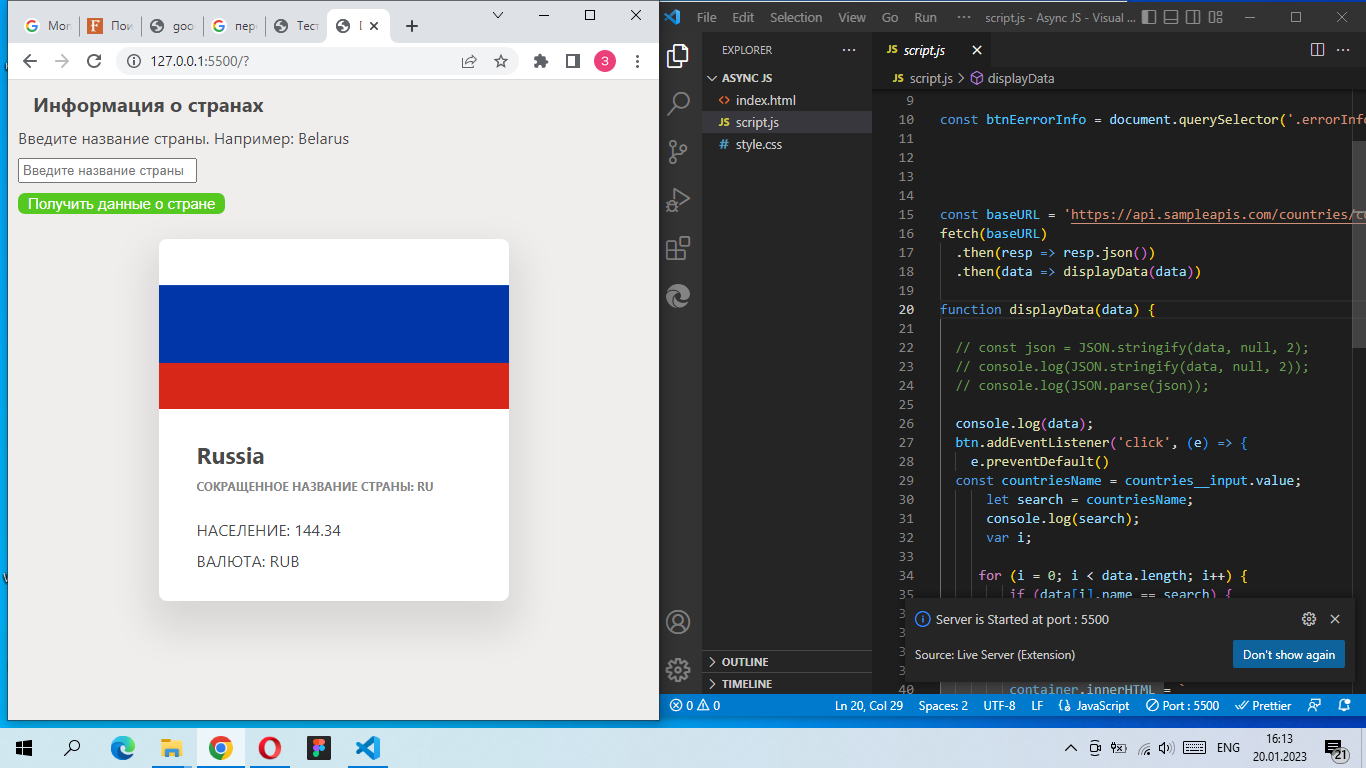 Мог
Пои
goo
пер
Тест
127.0.0.1:5500/?
3
Информация о странах
Введите название страны. Например: Belarus
Введите название страны
Получить данные о стране
Russia
СОКРАЩЕННОЕ НАЗВАНИЕ СТРАНЫ: RU
НАСЕЛЕНИЕ: 144.34
ВАЛЮТА: RUB
File Edit Selection View Go Run ··· script.js - Async JS - Visual ...
EXPLORER ···
ASYNC JS
index.html
JS script.js
# style.css
OUTLINE
TIMELINE
JS script.js
JS script.js > displayData
9
10 const btnEerrorInfo = document.querySelector('.errorInfo
11
12
13
14
15 const baseURL = 'https://api.sampleapis.com/countries/co
16 fetch(baseURL)
17 .then(resp => resp.json())
18 .then(data => displayData(data))
19
20 function displayData(data) {
21
22 // const json = JSON.stringify(data, null, 2);
23 // console.log(JSON.stringify(data, null, 2));
24 // console.log(JSON.parse(json));
25
26 console.log(data);
27 btn.addEventListener('click', (e) => {
28 e.preventDefault()
29 const countriesName = countries__input.value;
30 let search = countriesName;
31 console.log(search);
32 var i;
33
34 for (i = 0; i < data.length; i++) {
35 if (data[i].name == search) {
Server is Started at port : 5500
Source: Live Server (Extension)
Don't show again
40 container.innerHTML = `
0 0 Ln 20, Col 29 Spaces: 2 UTF-8 LF {} JavaScript Port : 5500 Prettier
ENG
16:13
20.01.2023
21